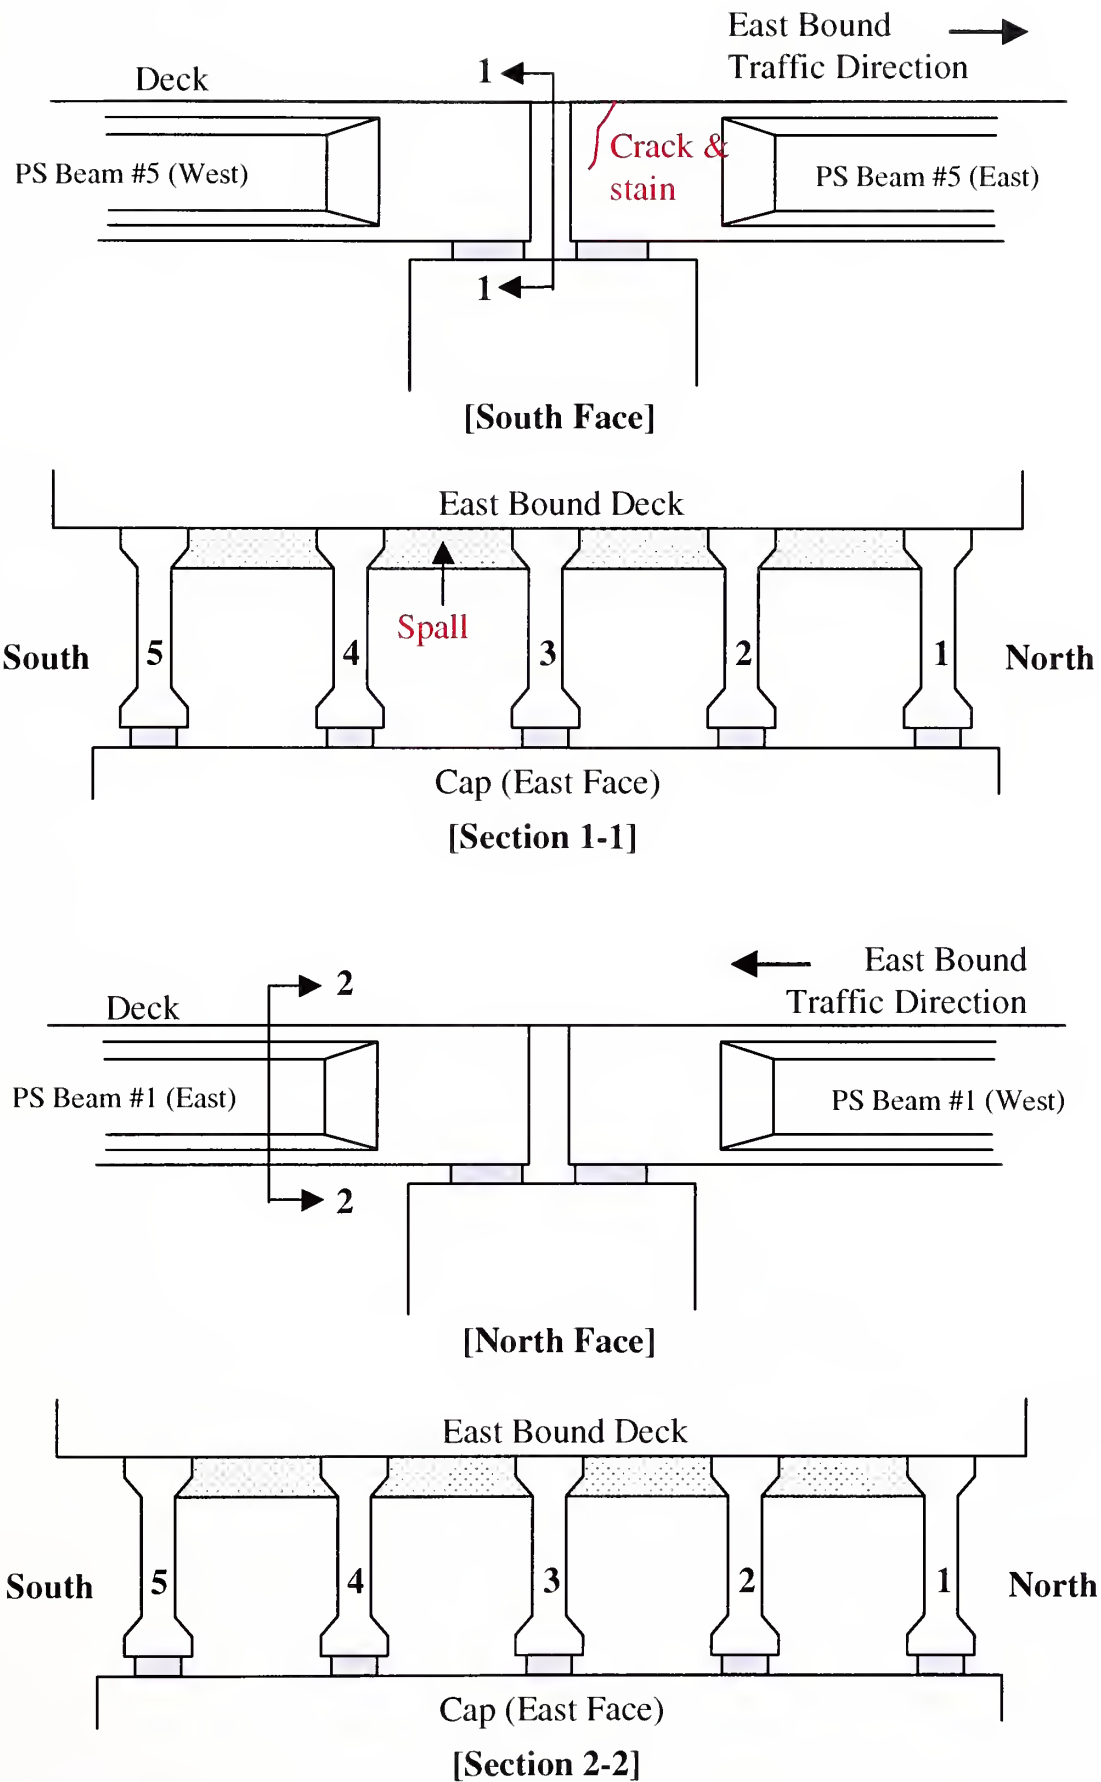 East Bound
Traffic Direction
Deck
1
PS Beam #5 (West)
Crack &
stain
PS Beam #5 (East)
1
[South Face]
East Bound Deck
Spall
South 5 4 3 2 1 North
Cap (East Face)
[Section 1-1]
East Bound
Traffic Direction
2
Deck
PS Beam #1 (East)
PS Beam #1 (West)
2
[North Face]
East Bound Deck
South 5 4 3 2 1 North
Cap (East Face)
[Section 2-2]